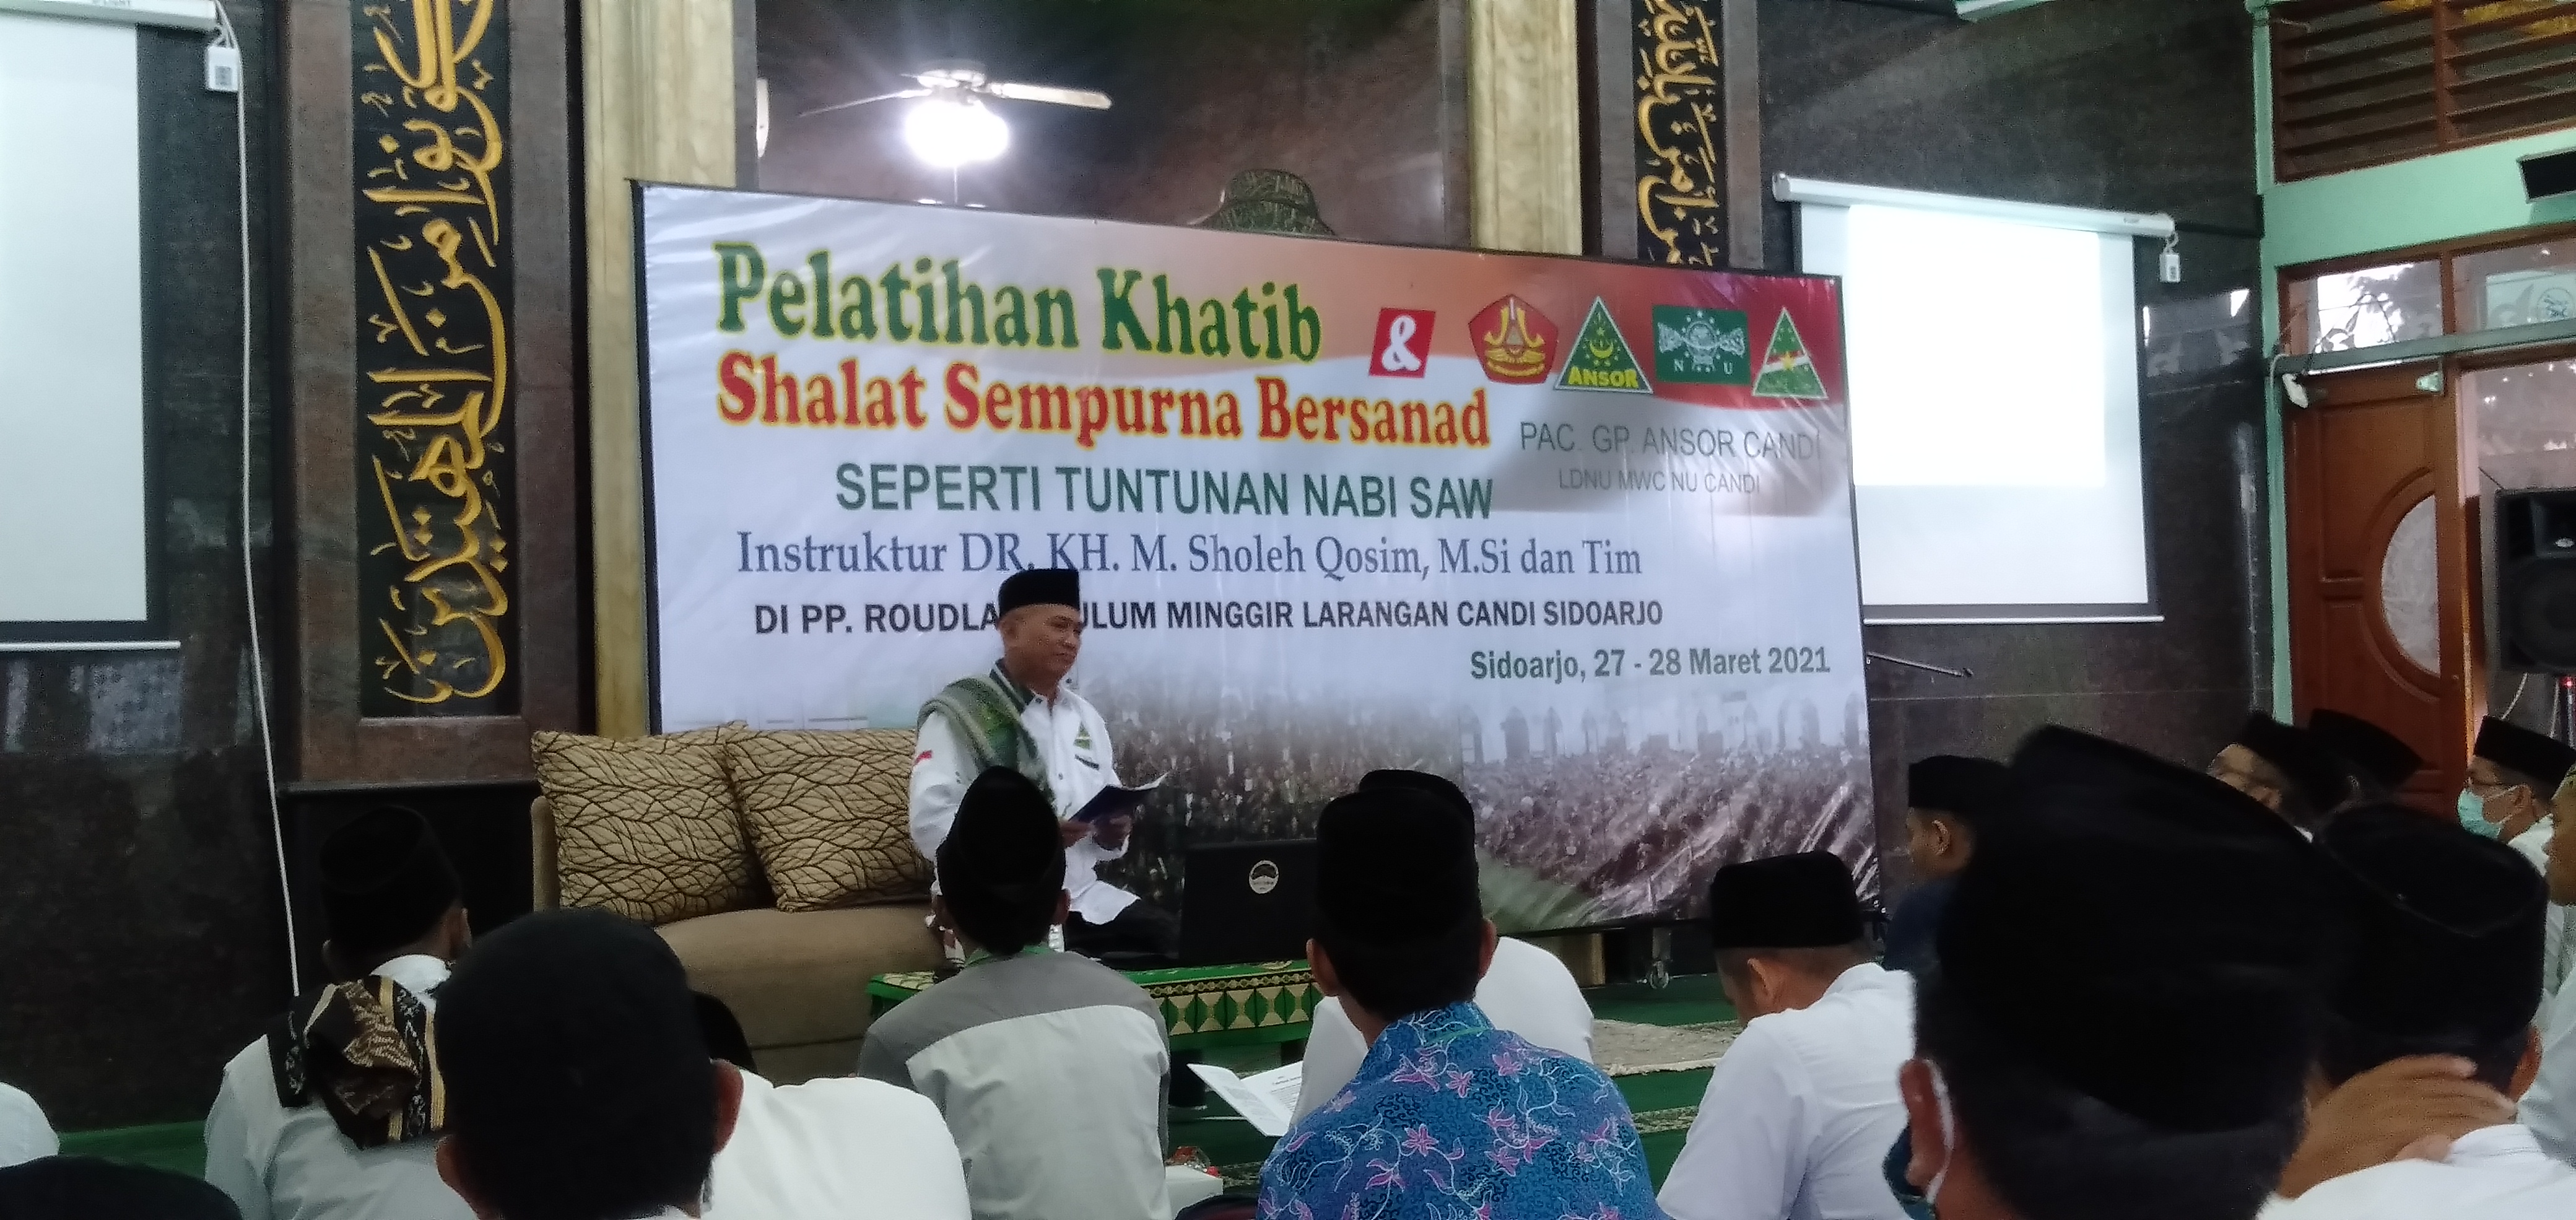 Pelatihan Khatib &
Shalat Sempurna Bersanad
ANSOR
N U
PAC. GP. ANSOR CANDI
LDNU MWC NU CANDI
SEPERTI TUNTUNAN NABI SAW
Instruktur DR. KH. M. Sholeh Qosim, M.Si dan Tim
DI PP. ROUDLA ULUM MINGGIR LARANGAN CANDI SIDOARJO
Sidoarjo, 27 - 28 Maret 2021